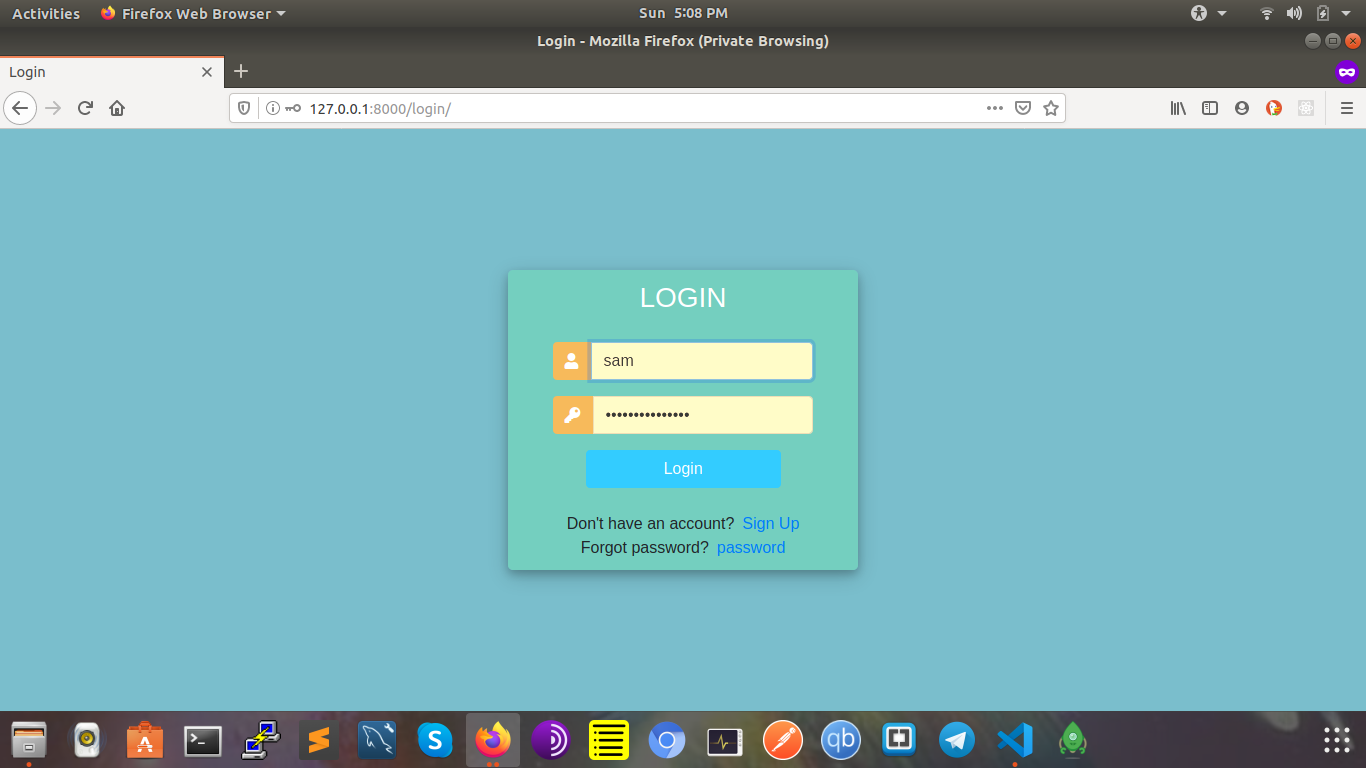 Activities Firefox Web Browser Sun 5:08 PM
Login - Mozilla Firefox (Private Browsing)
Login
127.0.0.1:8000/login/
LOGIN
sam
•••••••••••••••
Login
Don't have an account? Sign Up
Forgot password? password
S qb